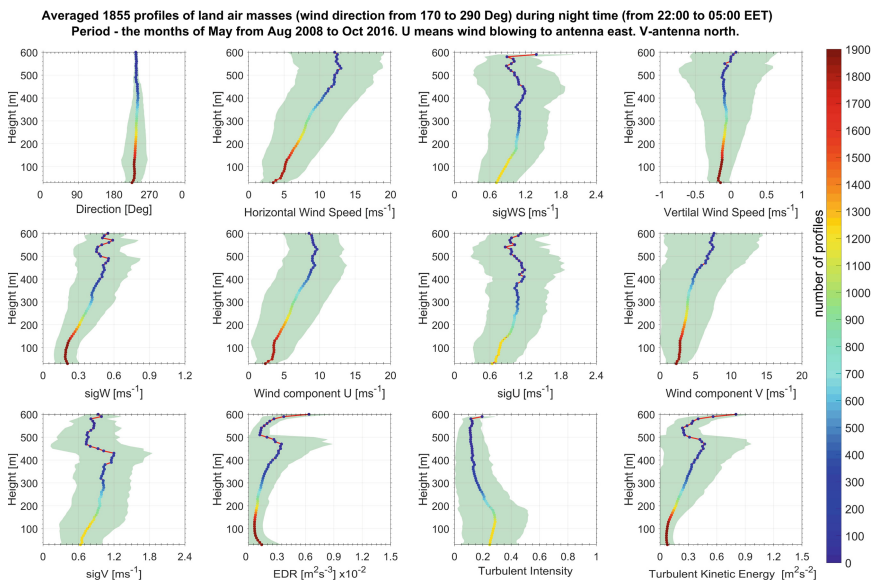 Averaged 1855 profiles of land air masses (wind direction from 170 to 290 Deg) during night time (from 22:00 to 05:00 EET)
Period - the months of May from Aug 2008 to Oct 2016. U means wind blowing to antenna east. V-antenna north.
600
500
400
300
200
100
Height [m]
0 90 180 270 0
Direction [Deg]
600
500
400
300
200
100
Height [m]
0 5 10 15 20
Horizontal Wind Speed [ms-1]
600
500
400
300
200
100
Height [m]
0 0.6 1.2 1.8 2.4
sigWS [ms-1]
600
500
400
300
200
100
Height [m]
-1 -0.5 0 0.5 1
Vertilal Wind Speed [ms-1]
600
500
400
300
200
100
Height [m]
0 0.3 0.6 0.9 1.2
sigW [ms-1]
600
500
400
300
200
100
Height [m]
0 5 10 15 20
Wind component U [ms-1]
600
500
400
300
200
100
Height [m]
0 0.6 1.2 1.8 2.4
sigU [ms-1]
600
500
400
300
200
100
Height [m]
0 5 10 15 20
Wind component V [ms-1]
600
500
400
300
200
100
Height [m]
0 0.6 1.2 1.8 2.4
sigV [ms-1]
600
500
400
300
200
100
Height [m]
0 0.3 0.6 0.9 1.2 1.5
EDR [m2s-3] x10-2
600
500
400
300
200
100
Height [m]
0 0.2 0.4 0.6 0.8 1
Turbulent Intensity
600
500
400
300
200
100
Height [m]
0 0.3 0.6 0.9 1.2 1.5
Turbulent Kinetic Energy [m2s-2]
number of profiles
1900
1800
1700
1600
1500
1400
1300
1200
1100
1000
900
800
700
600
500
400
300
200
100
0